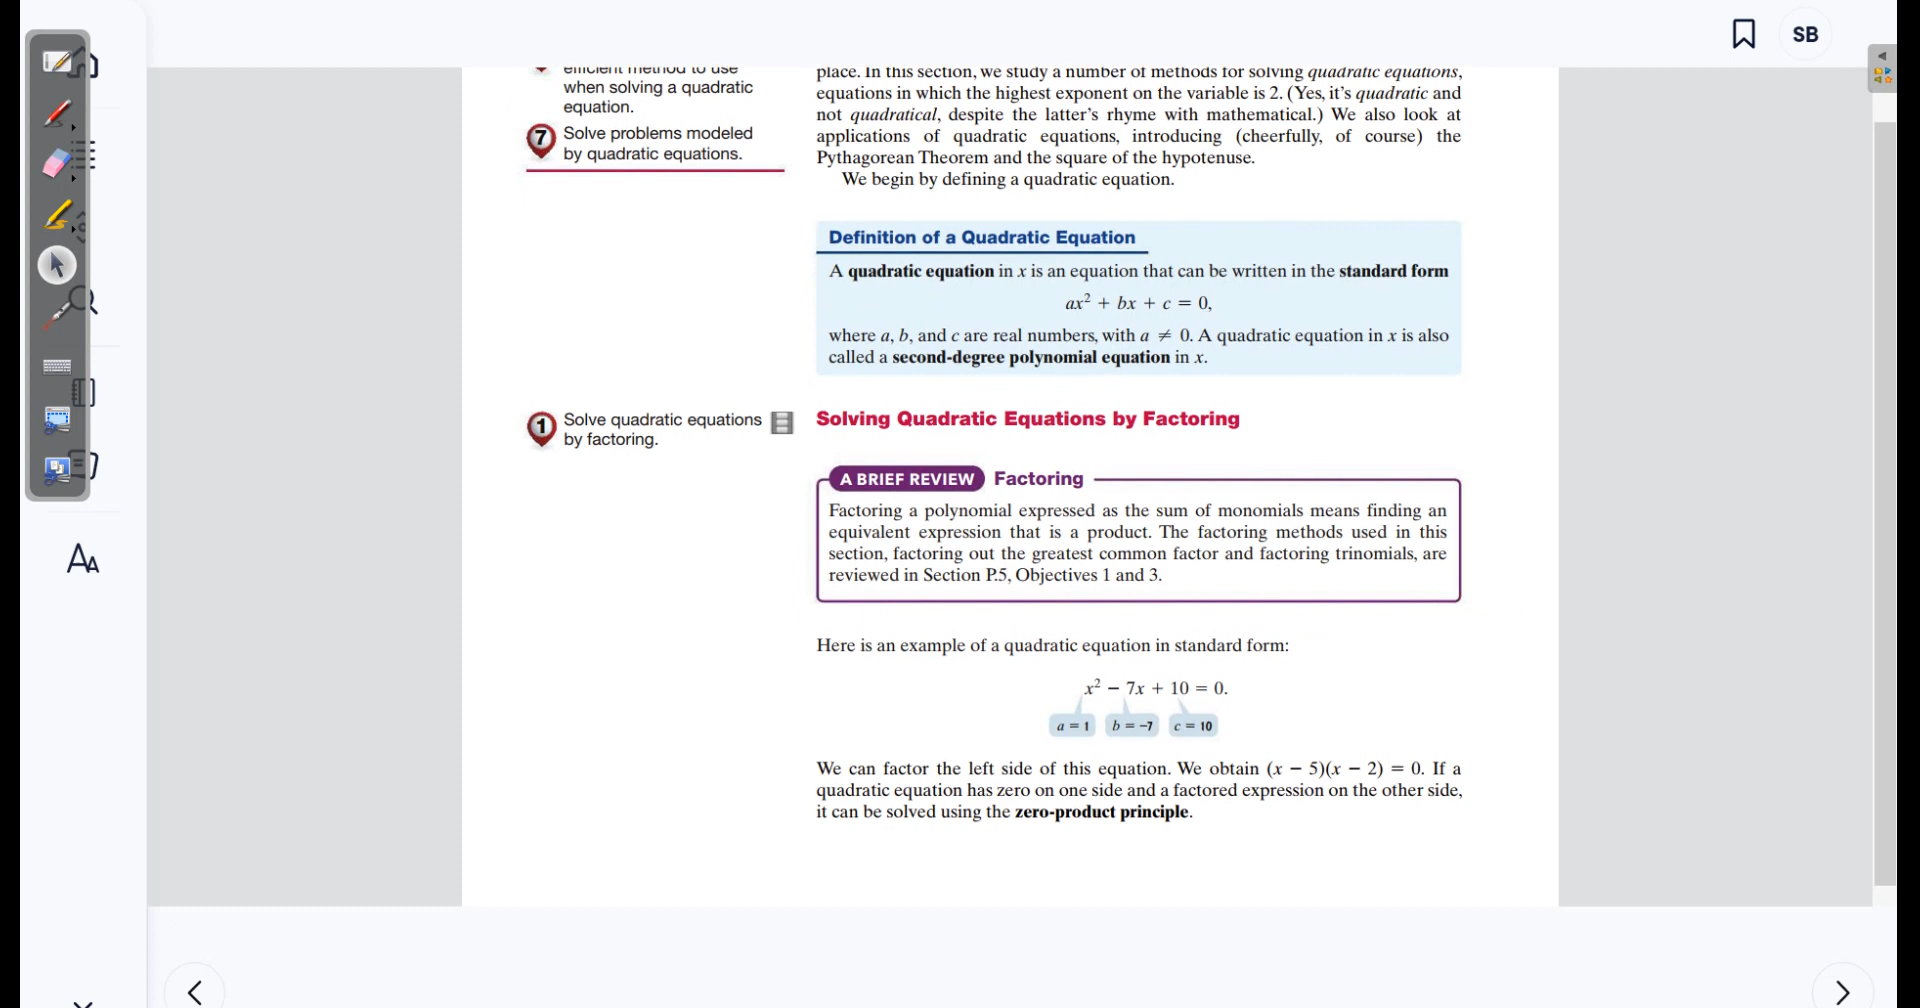 SB
efficient method to use
when solving a quadratic
equation.
7 Solve problems modeled
by quadratic equations.
place. In this section, we study a number of methods for solving quadratic equations,
equations in which the highest exponent on the variable is 2. (Yes, it's quadratic and
not quadratical, despite the latter's rhyme with mathematical.) We also look at
applications of quadratic equations, introducing (cheerfully, of course) the
Pythagorean Theorem and the square of the hypotenuse.
We begin by defining a quadratic equation.
Definition of a Quadratic Equation
A quadratic equation in x is an equation that can be written in the standard form
ax² + bx + c = 0,
where a, b, and c are real numbers, with a ≠ 0. A quadratic equation in x is also
called a second-degree polynomial equation in x.
1 Solve quadratic equations
by factoring.
Solving Quadratic Equations by Factoring
A BRIEF REVIEW Factoring
Factoring a polynomial expressed as the sum of monomials means finding an
equivalent expression that is a product. The factoring methods used in this
section, factoring out the greatest common factor and factoring trinomials, are
reviewed in Section P.5, Objectives 1 and 3.
Here is an example of a quadratic equation in standard form:
x² − 7x + 10 = 0.
a = 1 b = −7 c = 10
We can factor the left side of this equation. We obtain (x − 5)(x − 2) = 0. If a
quadratic equation has zero on one side and a factored expression on the other side,
it can be solved using the zero-product principle.
AA